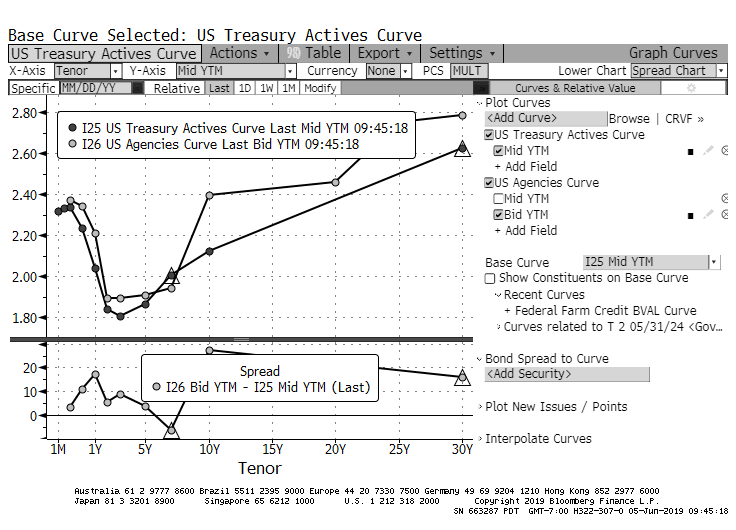 Base Curve Selected: US Treasury Actives Curve
US Treasury Actives Curve Actions Table Export Settings Graph Curves
X-Axis Tenor Y-Axis Mid YTM Currency None PCS MULT Lower Chart Spread Chart
Specific MM/DD/YY Relative Last 1D 1W 1M Modify Curves & Relative Value
2.80
2.60
2.40
2.20
2.00
1.80
I25 US Treasury Actives Curve Last Mid YTM 09:45:18
I26 US Agencies Curve Last Bid YTM 09:45:18
Plot Curves
<Add Curve> Browse | CRVF »
US Treasury Actives Curve
Mid YTM
+ Add Field
US Agencies Curve
Mid YTM
Bid YTM
+ Add Field
Base Curve I25 Mid YTM
Show Constituents on Base Curve
Recent Curves
+ Federal Farm Credit BVAL Curve
Curves related to T 2 05/31/24 <Gov...
Bond Spread to Curve
<Add Security>
Plot New Issues / Points
Interpolate Curves
20
10
0
Spread
I26 Bid YTM - I25 Mid YTM (Last)
1M 1Y 5Y 10Y 15Y 20Y 25Y 30Y
Tenor
Australia 61 2 9777 8600 Brazil 5511 2395 9000 Europe 44 20 7330 7500 Germany 49 69 9204 1210 Hong Kong 852 2977 6000
Japan 81 3 3201 8900 Singapore 65 6212 1000 U.S. 1 212 318 2000 Copyright 2019 Bloomberg Finance L.P.
SN 663287 PDT GMT-7:00 H322-307-0 05-Jun-2019 09:45:18